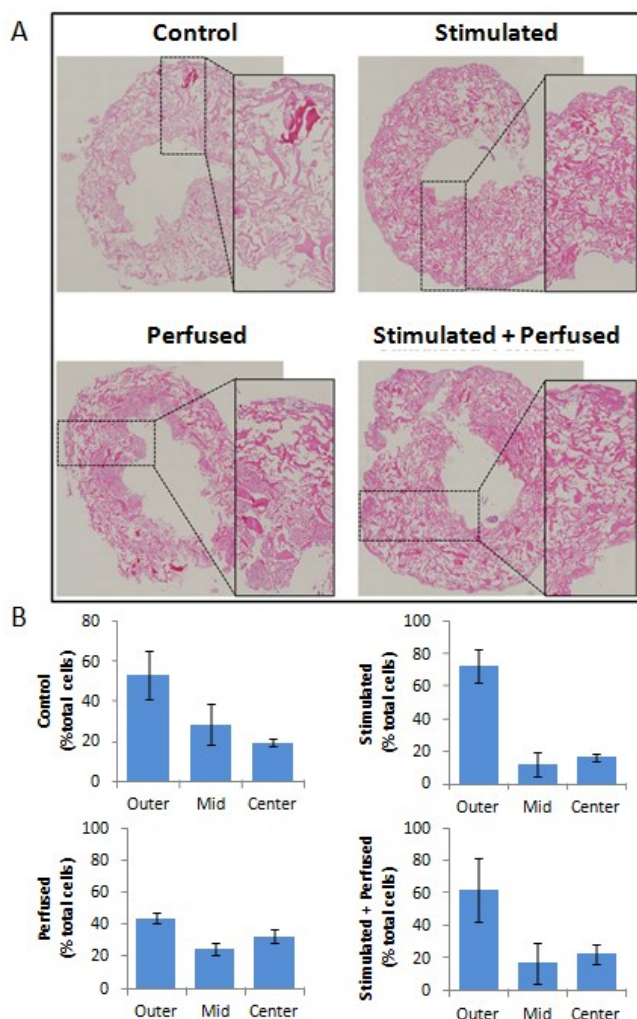 A
Control
Stimulated
Perfused
Stimulated + Perfused
B
Control
(%total cells)
80
60
40
20
0
Outer Mid Center
Stimulated
(% total cells)
100
80
60
40
20
0
Outer Mid Center
Perfused
(% total cells)
100
80
60
40
20
0
Outer Mid Center
Stimulated + Perfused
(% total cells)
100
80
60
40
20
0
Outer Mid Center